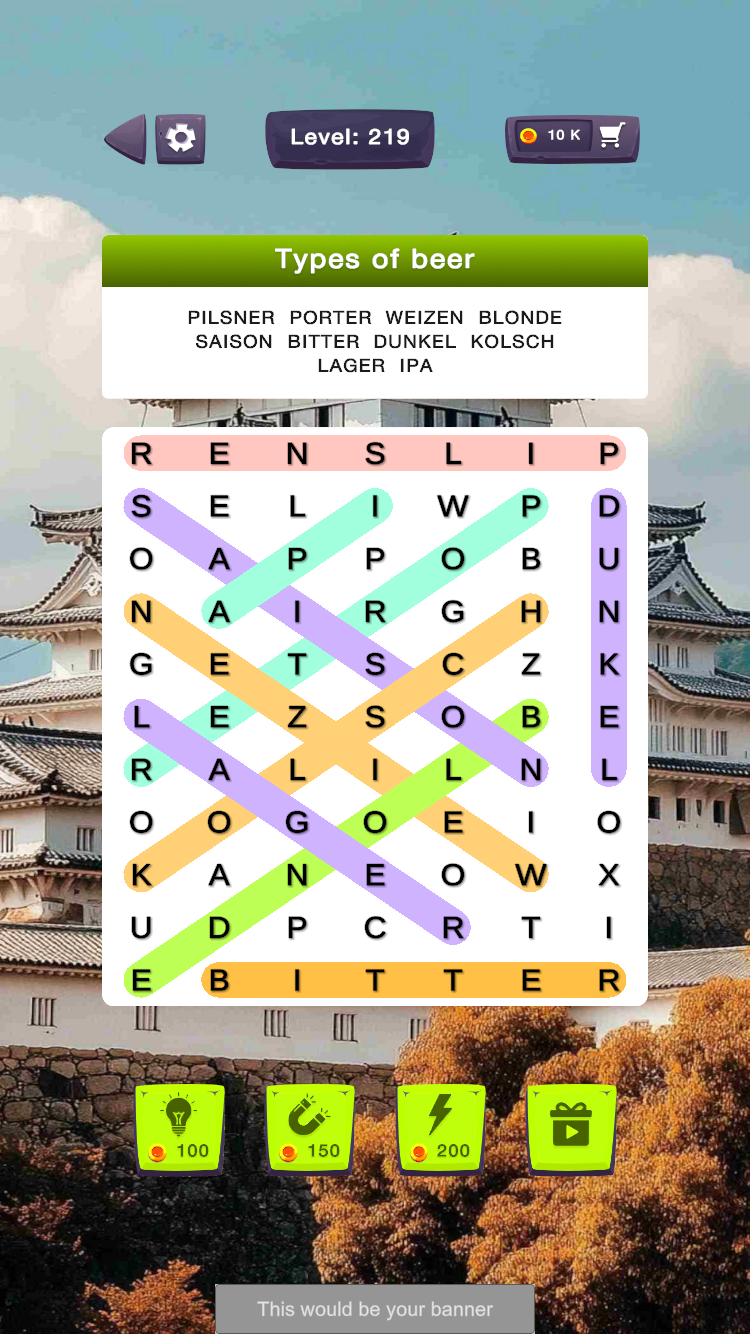 Level: 219
10 K
Types of beer
PILSNER PORTER WEIZEN BLONDE
SAISON BITTER DUNKEL KOLSCH
LAGER IPA
R E N S L I P
S E L I W P D
O A P P O B U
N A I R G H N
G E T S C Z K
L E Z S O B E
R A L I L N L
O O G O E I O
K A N E O W X
U D P C R T I
E B I T T E R
100 150 200
This would be your banner